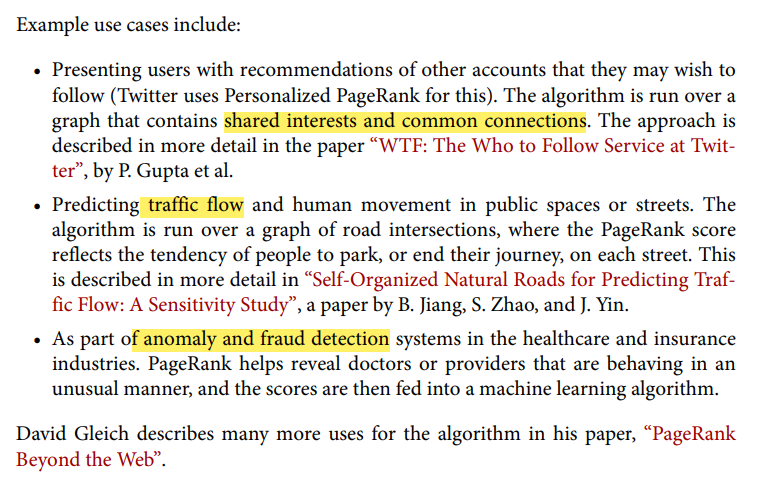 Example use cases include:
• Presenting users with recommendations of other accounts that they may wish to
follow (Twitter uses Personalized PageRank for this). The algorithm is run over a
graph that contains shared interests and common connections. The approach is
described in more detail in the paper “WTF: The Who to Follow Service at Twit-
ter”, by P. Gupta et al.
• Predicting traffic flow and human movement in public spaces or streets. The
algorithm is run over a graph of road intersections, where the PageRank score
reflects the tendency of people to park, or end their journey, on each street. This
is described in more detail in “Self-Organized Natural Roads for Predicting Traf-
fic Flow: A Sensitivity Study”, a paper by B. Jiang, S. Zhao, and J. Yin.
• As part of anomaly and fraud detection systems in the healthcare and insurance
industries. PageRank helps reveal doctors or providers that are behaving in an
unusual manner, and the scores are then fed into a machine learning algorithm.
David Gleich describes many more uses for the algorithm in his paper, “PageRank
Beyond the Web”.